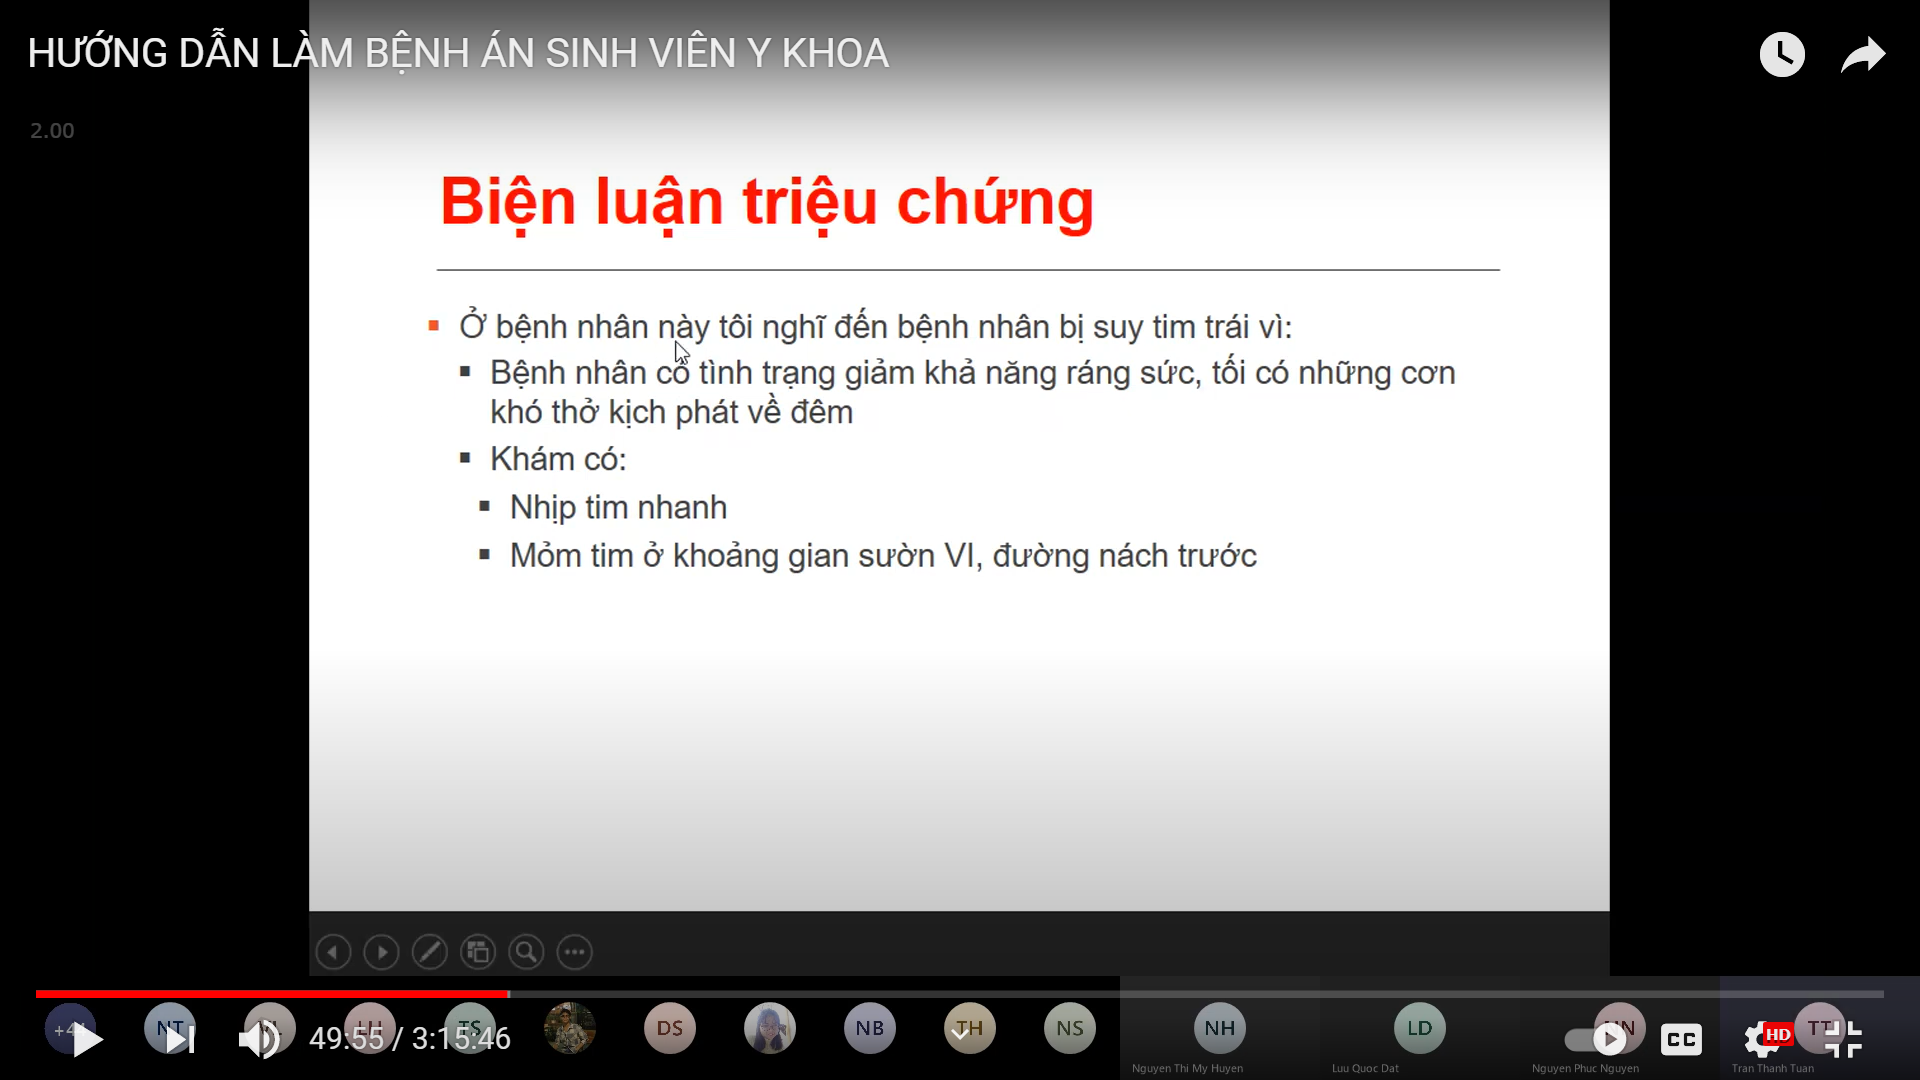 HƯỚNG DẪN LÀM BỆNH ÁN SINH VIÊN Y KHOA
2.00
Biện luận triệu chứng
Ở bệnh nhân này tôi nghĩ đến bệnh nhân bị suy tim trái vì:
Bệnh nhân có tình trạng giảm khả năng ráng sức, tối có những cơn
khó thở kịch phát về đêm
Khám có:
Nhịp tim nhanh
Mỏm tim ở khoảng gian sườn VI, đường nách trước
NT
LH
TS
DS
NB
TH
NS
NH
LD
TT
49:55 / 3:15:46
CC
HD
Nguyen Thi My Huyen
Luu Quoc Dat
Nguyen Phuc Nguyen
Tran Thanh Tuan